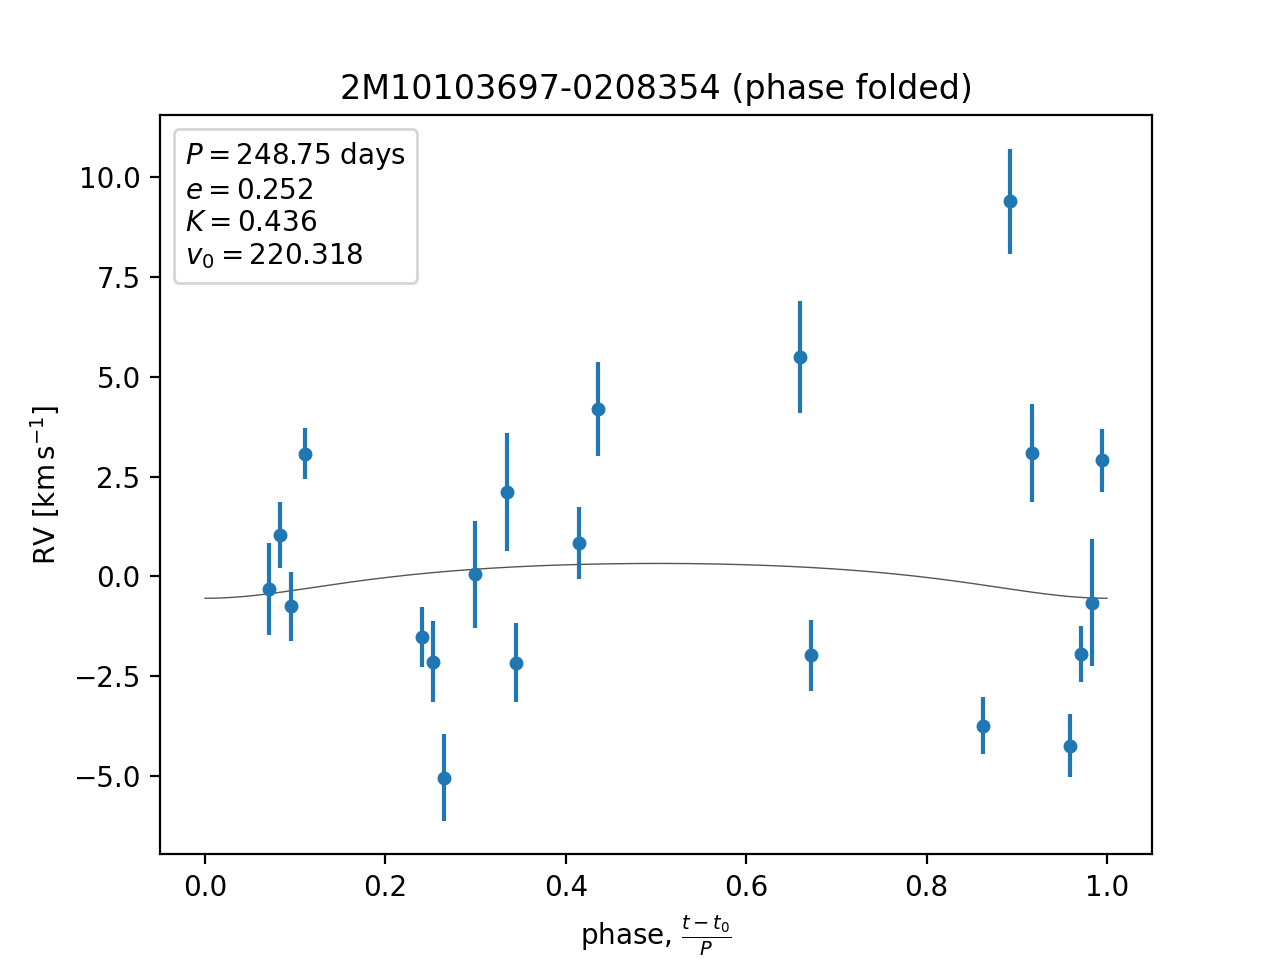 2M10103697-0208354 (phase folded)
P = 248.75 days
e = 0.252
K = 0.436
v₀ = 220.318
10.0
7.5
5.0
2.5
0.0
−2.5
−5.0
RV [km s⁻¹]
0.0 0.2 0.4 0.6 0.8 1.0
phase, (t − t₀)/P